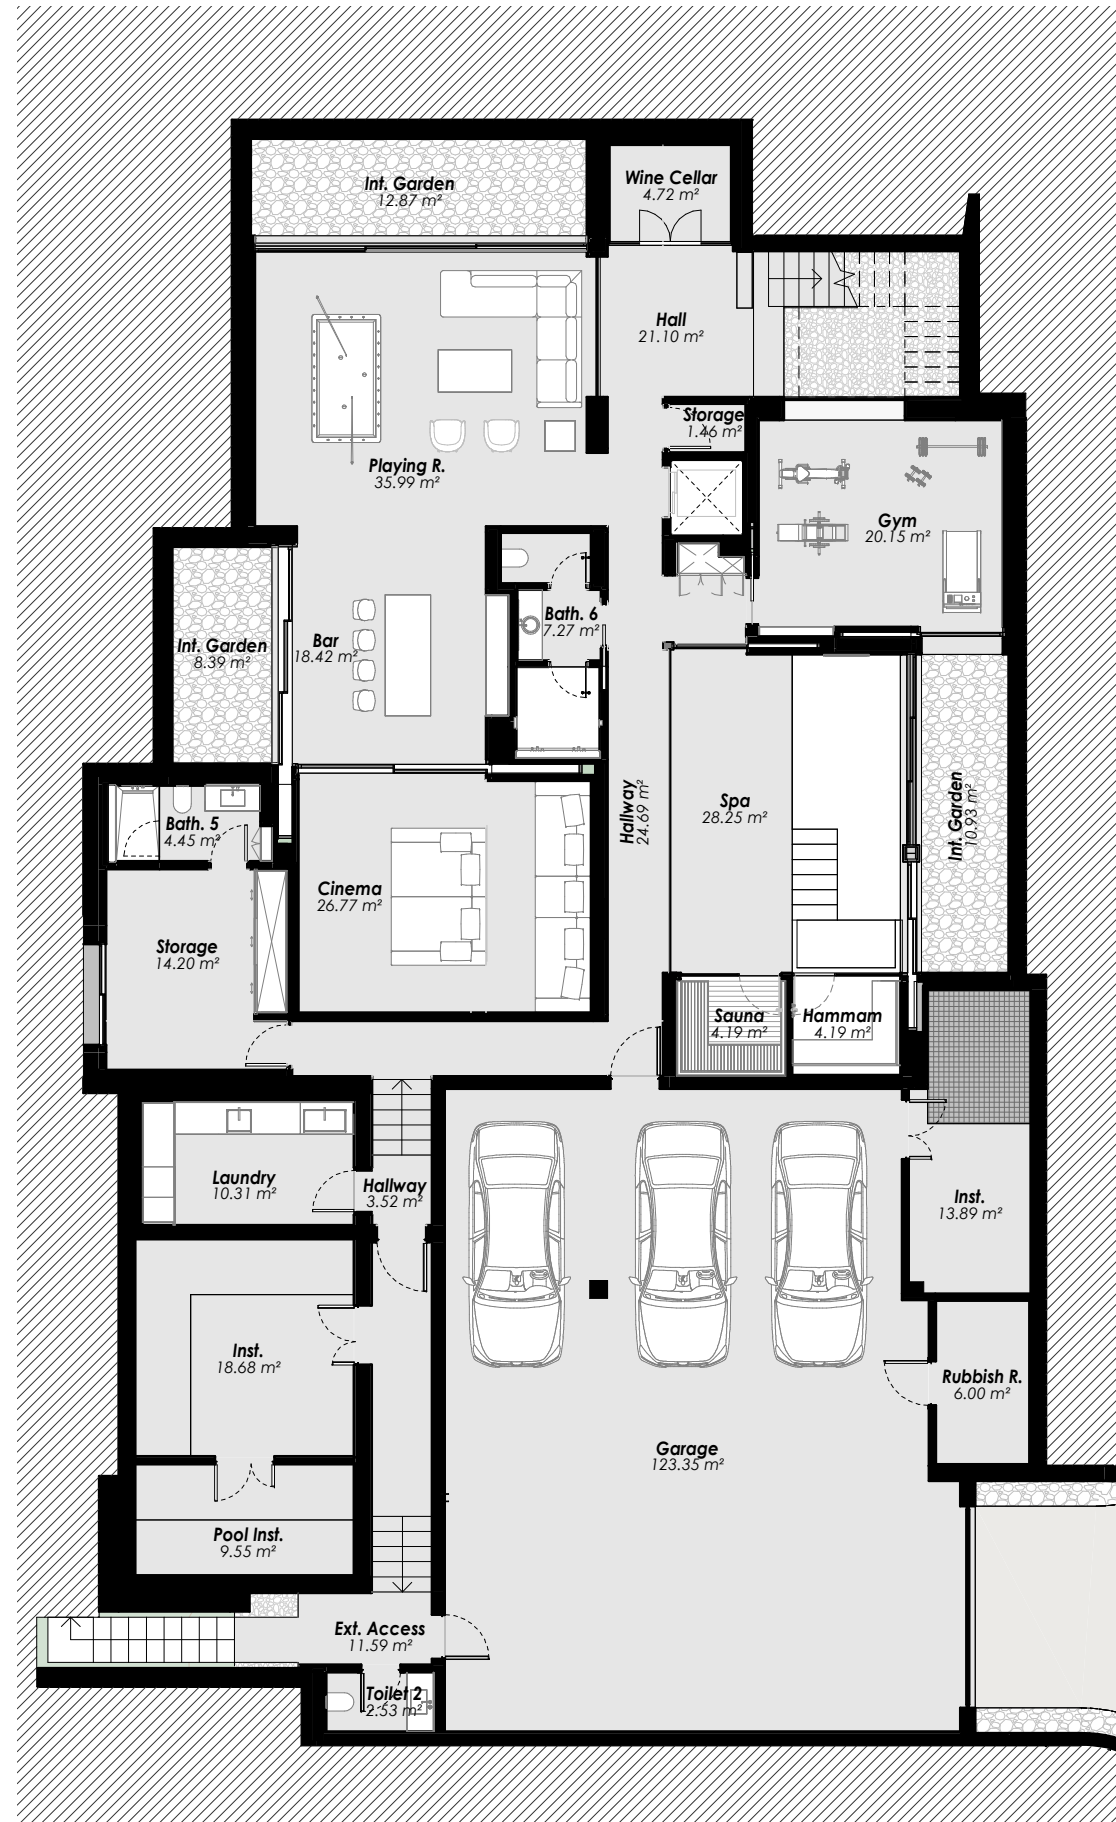 Int. Garden
12.87 m²
Wine Cellar
4.72 m²
Hall
21.10 m²
Storage
1.46 m²
Playing R.
35.99 m²
Gym
20.15 m²
Bath. 6
7.27 m²
Int. Garden
8.39 m²
Bar
18.42 m²
Hallway
24.69 m²
Spa
28.25 m²
Int. Garden
10.93 m²
Bath. 5
4.45 m²
Cinema
26.77 m²
Storage
14.20 m²
Sauna
4.19 m²
Hammam
4.19 m²
Laundry
10.31 m²
Hallway
3.52 m²
Inst.
13.89 m²
Inst.
18.68 m²
Rubbish R.
6.00 m²
Garage
123.35 m²
Pool Inst.
9.55 m²
Ext. Access
11.59 m²
Toilet 2
2.53 m²